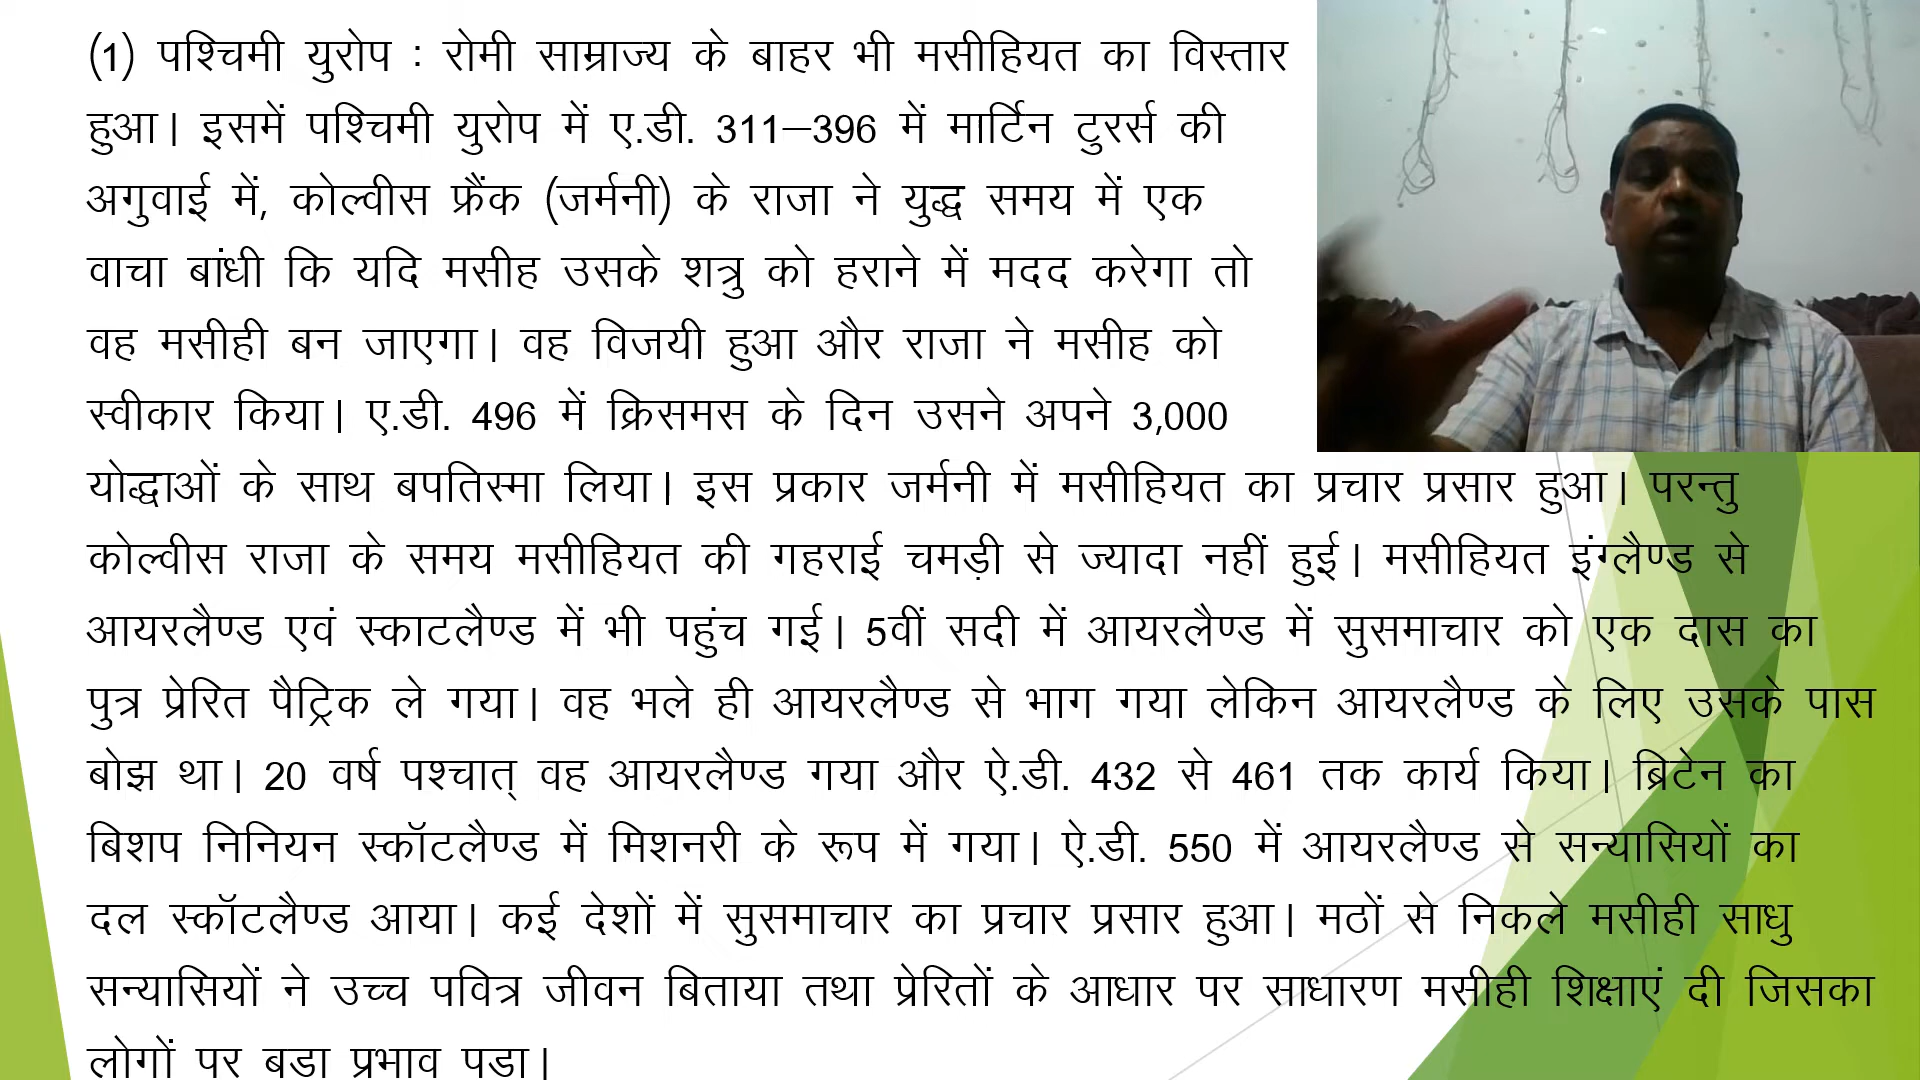 (1) पश्चिमी युरोप : रोमी साम्राज्य के बाहर भी मसीहियत का विस्तार
हुआ। इसमें पश्चिमी युरोप में ए.डी. 311–396 में मार्टिन टुरर्स की
अगुवाई में, कोल्वीस फ्रैंक (जर्मनी) के राजा ने युद्ध समय में एक
वाचा बांधी कि यदि मसीह उसके शत्रु को हराने में मदद करेगा तो
वह मसीही बन जाएगा। वह विजयी हुआ और राजा ने मसीह को
स्वीकार किया। ए.डी. 496 में क्रिसमस के दिन उसने अपने 3,000
योद्धाओं के साथ बपतिस्मा लिया। इस प्रकार जर्मनी में मसीहियत का प्रचार प्रसार हुआ। परन्तु
कोल्वीस राजा के समय मसीहियत की गहराई चमड़ी से ज्यादा नहीं हुई। मसीहियत इंग्लैण्ड से
आयरलैण्ड एवं स्काटलैण्ड में भी पहुंच गई। 5वीं सदी में आयरलैण्ड में सुसमाचार को एक दास का
पुत्र प्रेरित पैट्रिक ले गया। वह भले ही आयरलैण्ड से भाग गया लेकिन आयरलैण्ड के लिए उसके पास
बोझ था। 20 वर्ष पश्चात् वह आयरलैण्ड गया और ऐ.डी. 432 से 461 तक कार्य किया। ब्रिटेन का
बिशप निनियन स्कॉटलैण्ड में मिशनरी के रूप में गया। ऐ.डी. 550 में आयरलैण्ड से सन्यासियों का
दल स्कॉटलैण्ड आया। कई देशों में सुसमाचार का प्रचार प्रसार हुआ। मठों से निकले मसीही साधु
सन्यासियों ने उच्च पवित्र जीवन बिताया तथा प्रेरितों के आधार पर साधारण मसीही शिक्षाएं दी जिसका
लोगों पर बडा प्रभाव पडा।